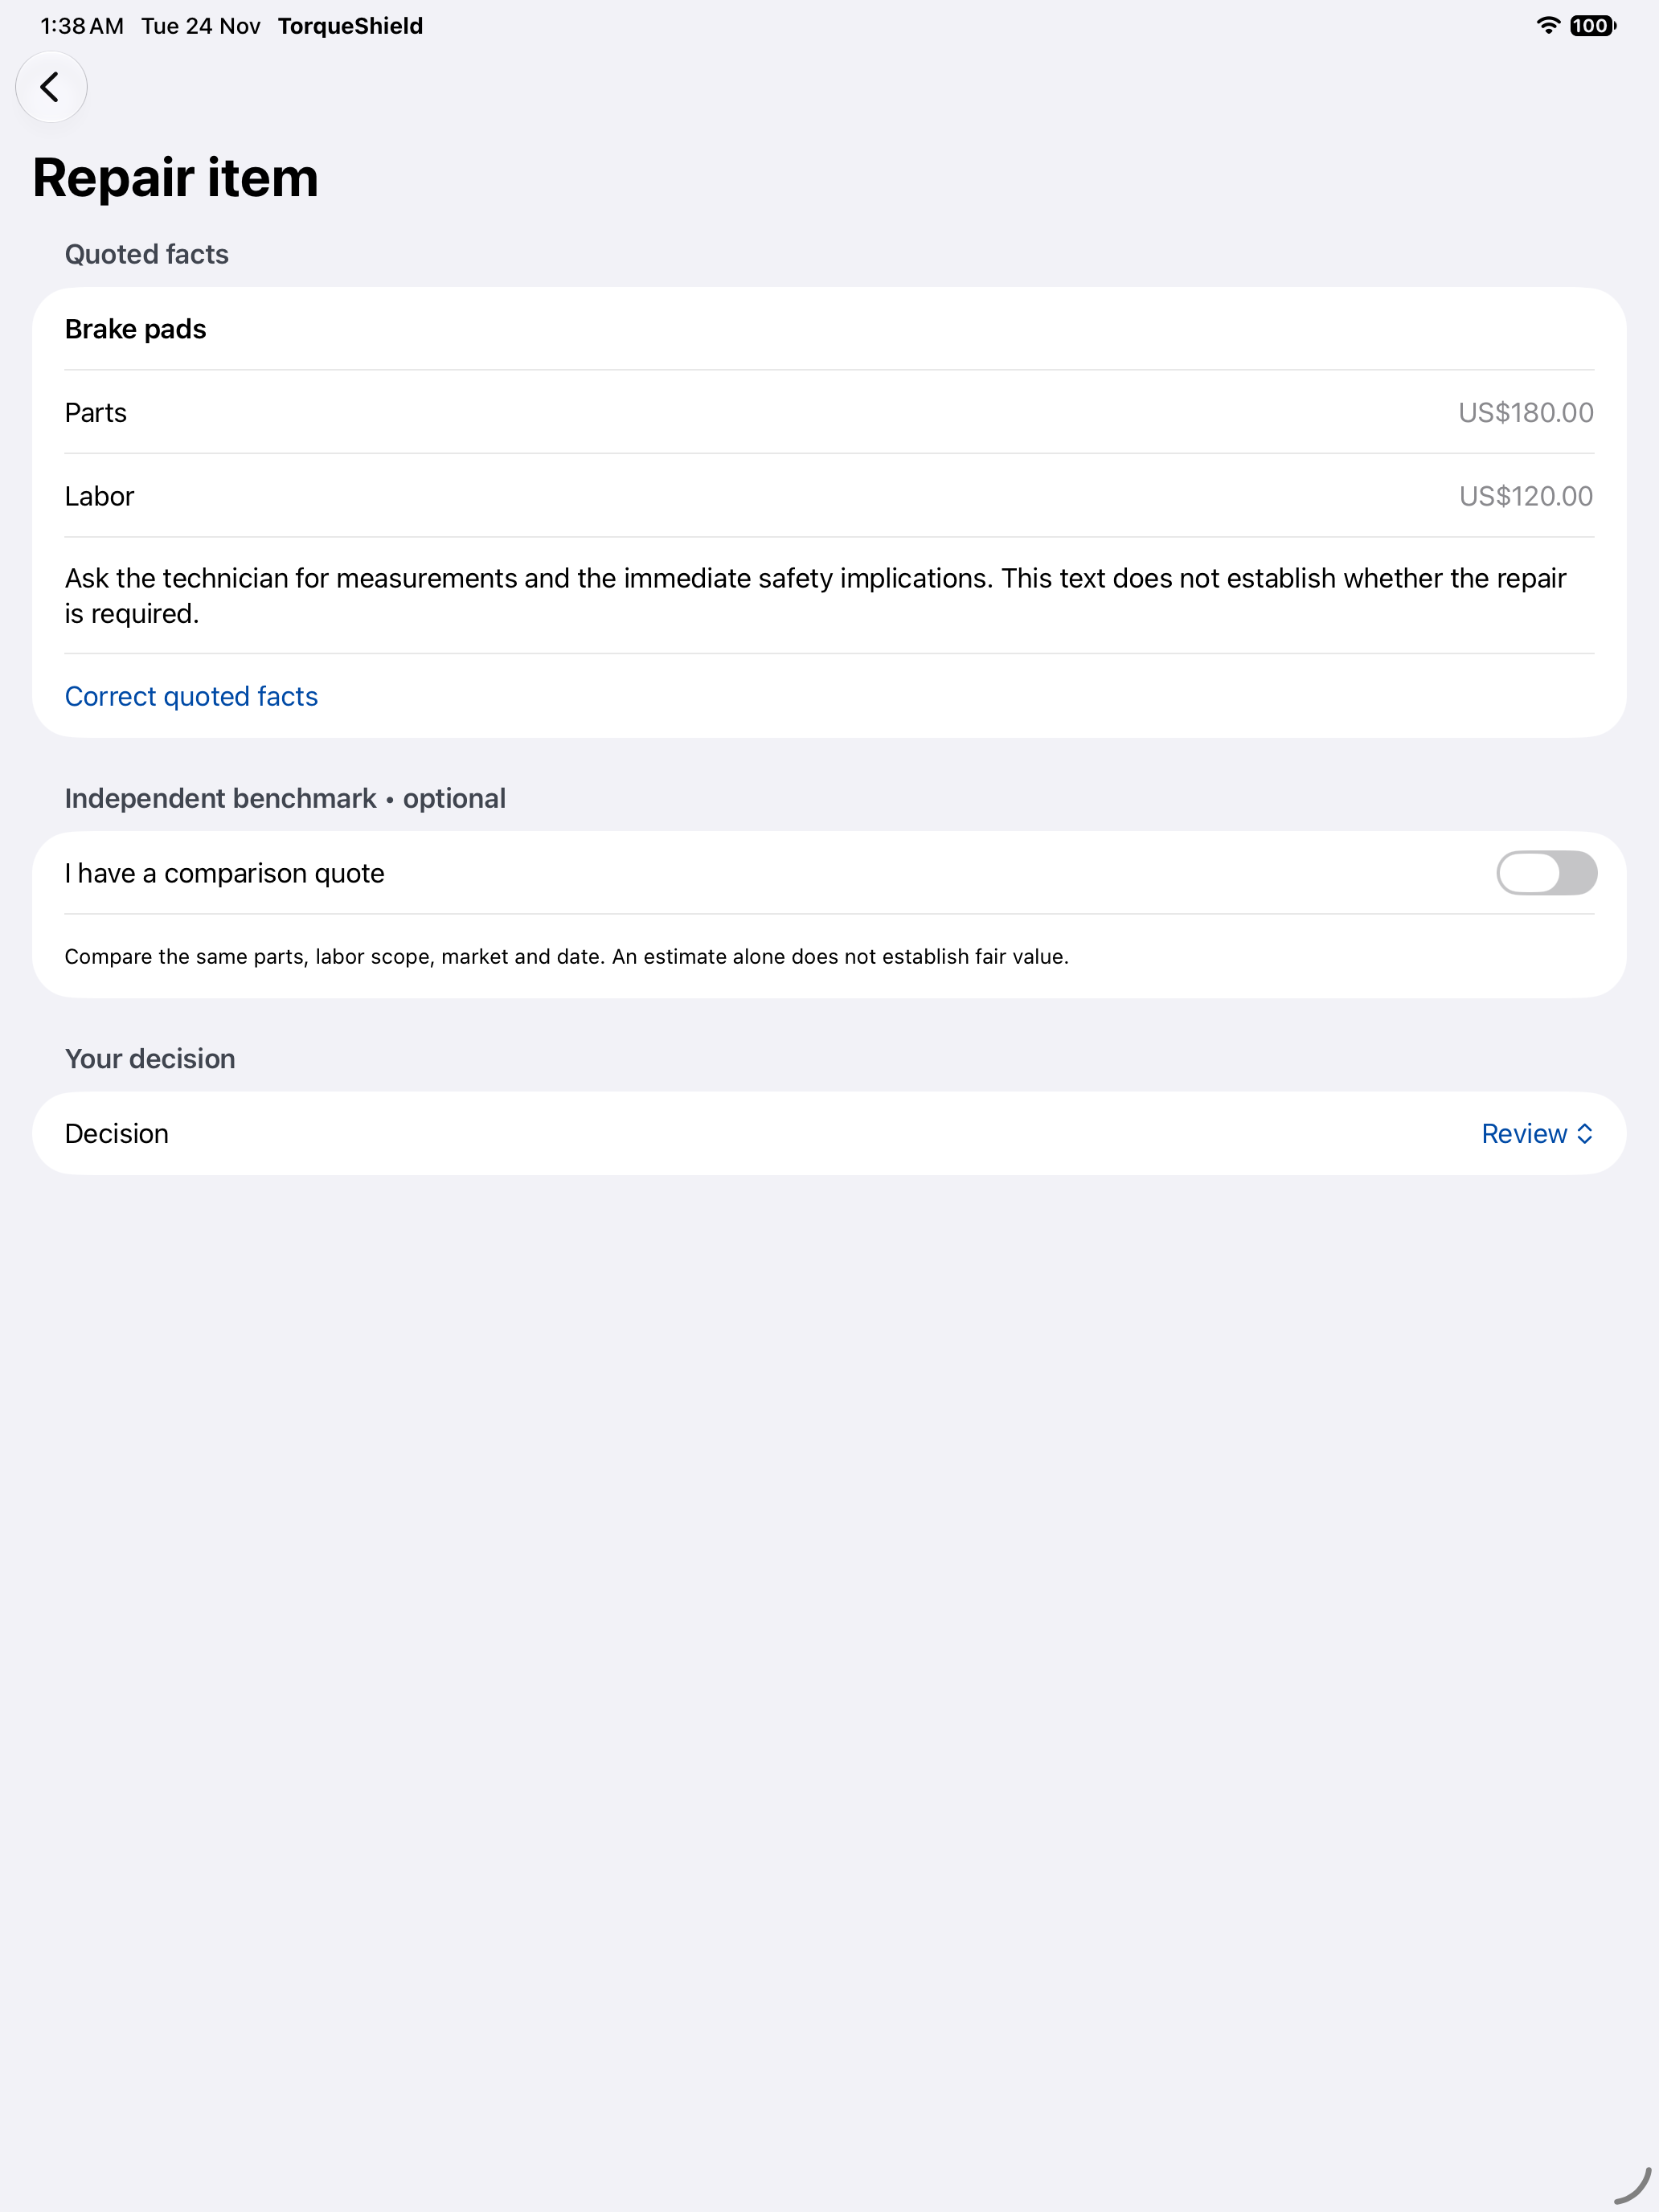 1:38 AM Tue 24 Nov TorqueShield 100
Repair item
Quoted facts
Brake pads
Parts US$180.00
Labor US$120.00
Ask the technician for measurements and the immediate safety implications. This text does not establish whether the repair
is required.
Correct quoted facts
Independent benchmark • optional
I have a comparison quote
Compare the same parts, labor scope, market and date. An estimate alone does not establish fair value.
Your decision
Decision Review